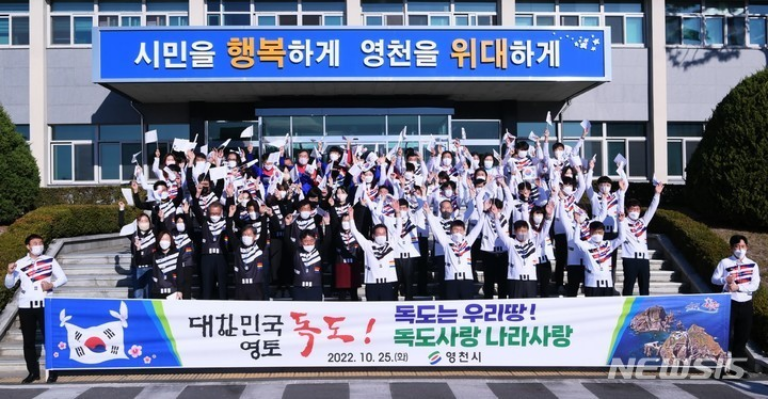 시민을 행복하게 영천을 위대하게
대한민국
영토
독도!
독도는 우리땅!
독도사랑 나라사랑
2022. 10. 25.(화)
영천시
NEWSIS